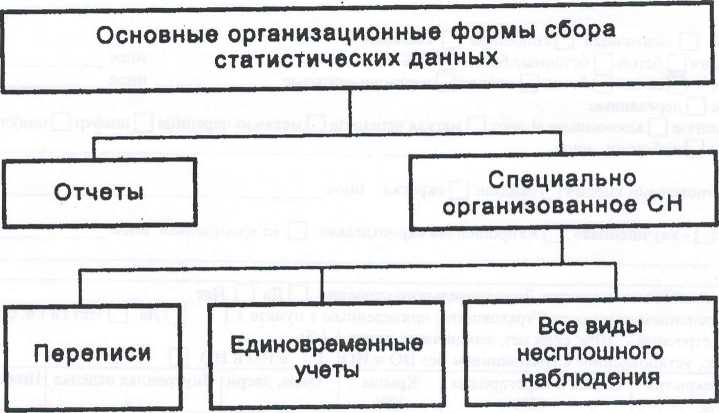 Основные организационные формы сбора
статистических данных
Отчеты
Специально
организованное СН
Переписи
Единовременные
учеты
Все виды
несплошного
наблюдения